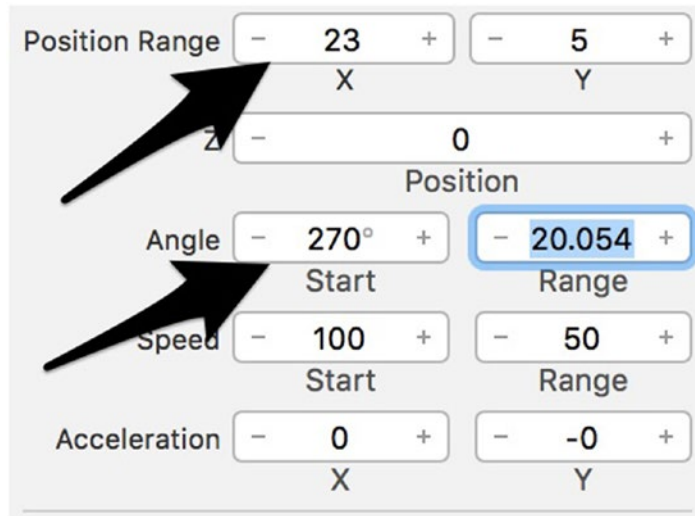 Position Range - 23 + - 5 +
X Y
Z - 0 +
Position
Angle - 270° + - 20.054 +
Start Range
Speed - 100 + - 50 +
Start Range
Acceleration - 0 + - -0 +
X Y